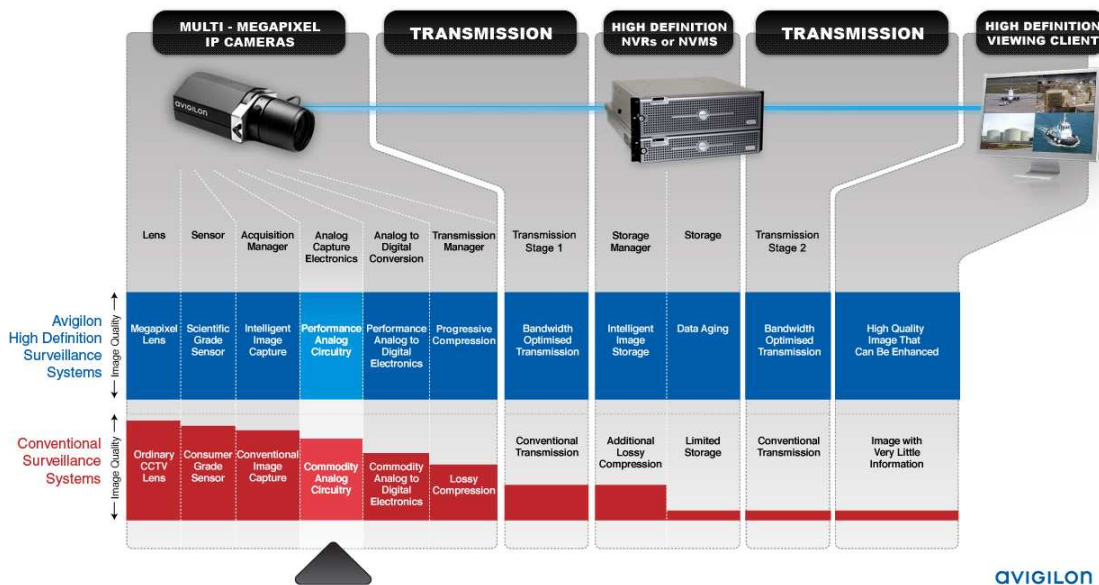 MULTI - MEGAPIXEL
IP CAMERAS
TRANSMISSION
HIGH DEFINITION
NVRs or NVMS
TRANSMISSION
HIGH DEFINITION
VIEWING CLIENT
AVIGILON
Lens
Sensor
Acquisition
Manager
Analog
Capture
Electronics
Analog to
Digital
Conversion
Transmission
Manager
Transmission
Stage 1
Storage
Manager
Storage
Transmission
Stage 2
Avigilon
High Definition
Surveillance
Systems
Image Quality
Megapixel
Lens
Scientific
Grade
Sensor
Intelligent
Image
Capture
Performance
Analog
Circuitry
Performance
Analog to
Digital
Electronics
Progressive
Compression
Bandwidth
Optimised
Transmission
Intelligent
Image
Storage
Data Aging
Bandwidth
Optimised
Transmission
High Quality
Image That
Can Be Enhanced
Conventional
Surveillance
Systems
Image Quality
Ordinary
CCTV
Lens
Consumer
Grade
Sensor
Conventional
Image
Capture
Commodity
Analog
Circuitry
Commodity
Analog to
Digital
Electronics
Lossy
Compression
Conventional
Transmission
Additional
Lossy
Compression
Limited
Storage
Conventional
Transmission
Image with
Very Little
Information
AVIGILON